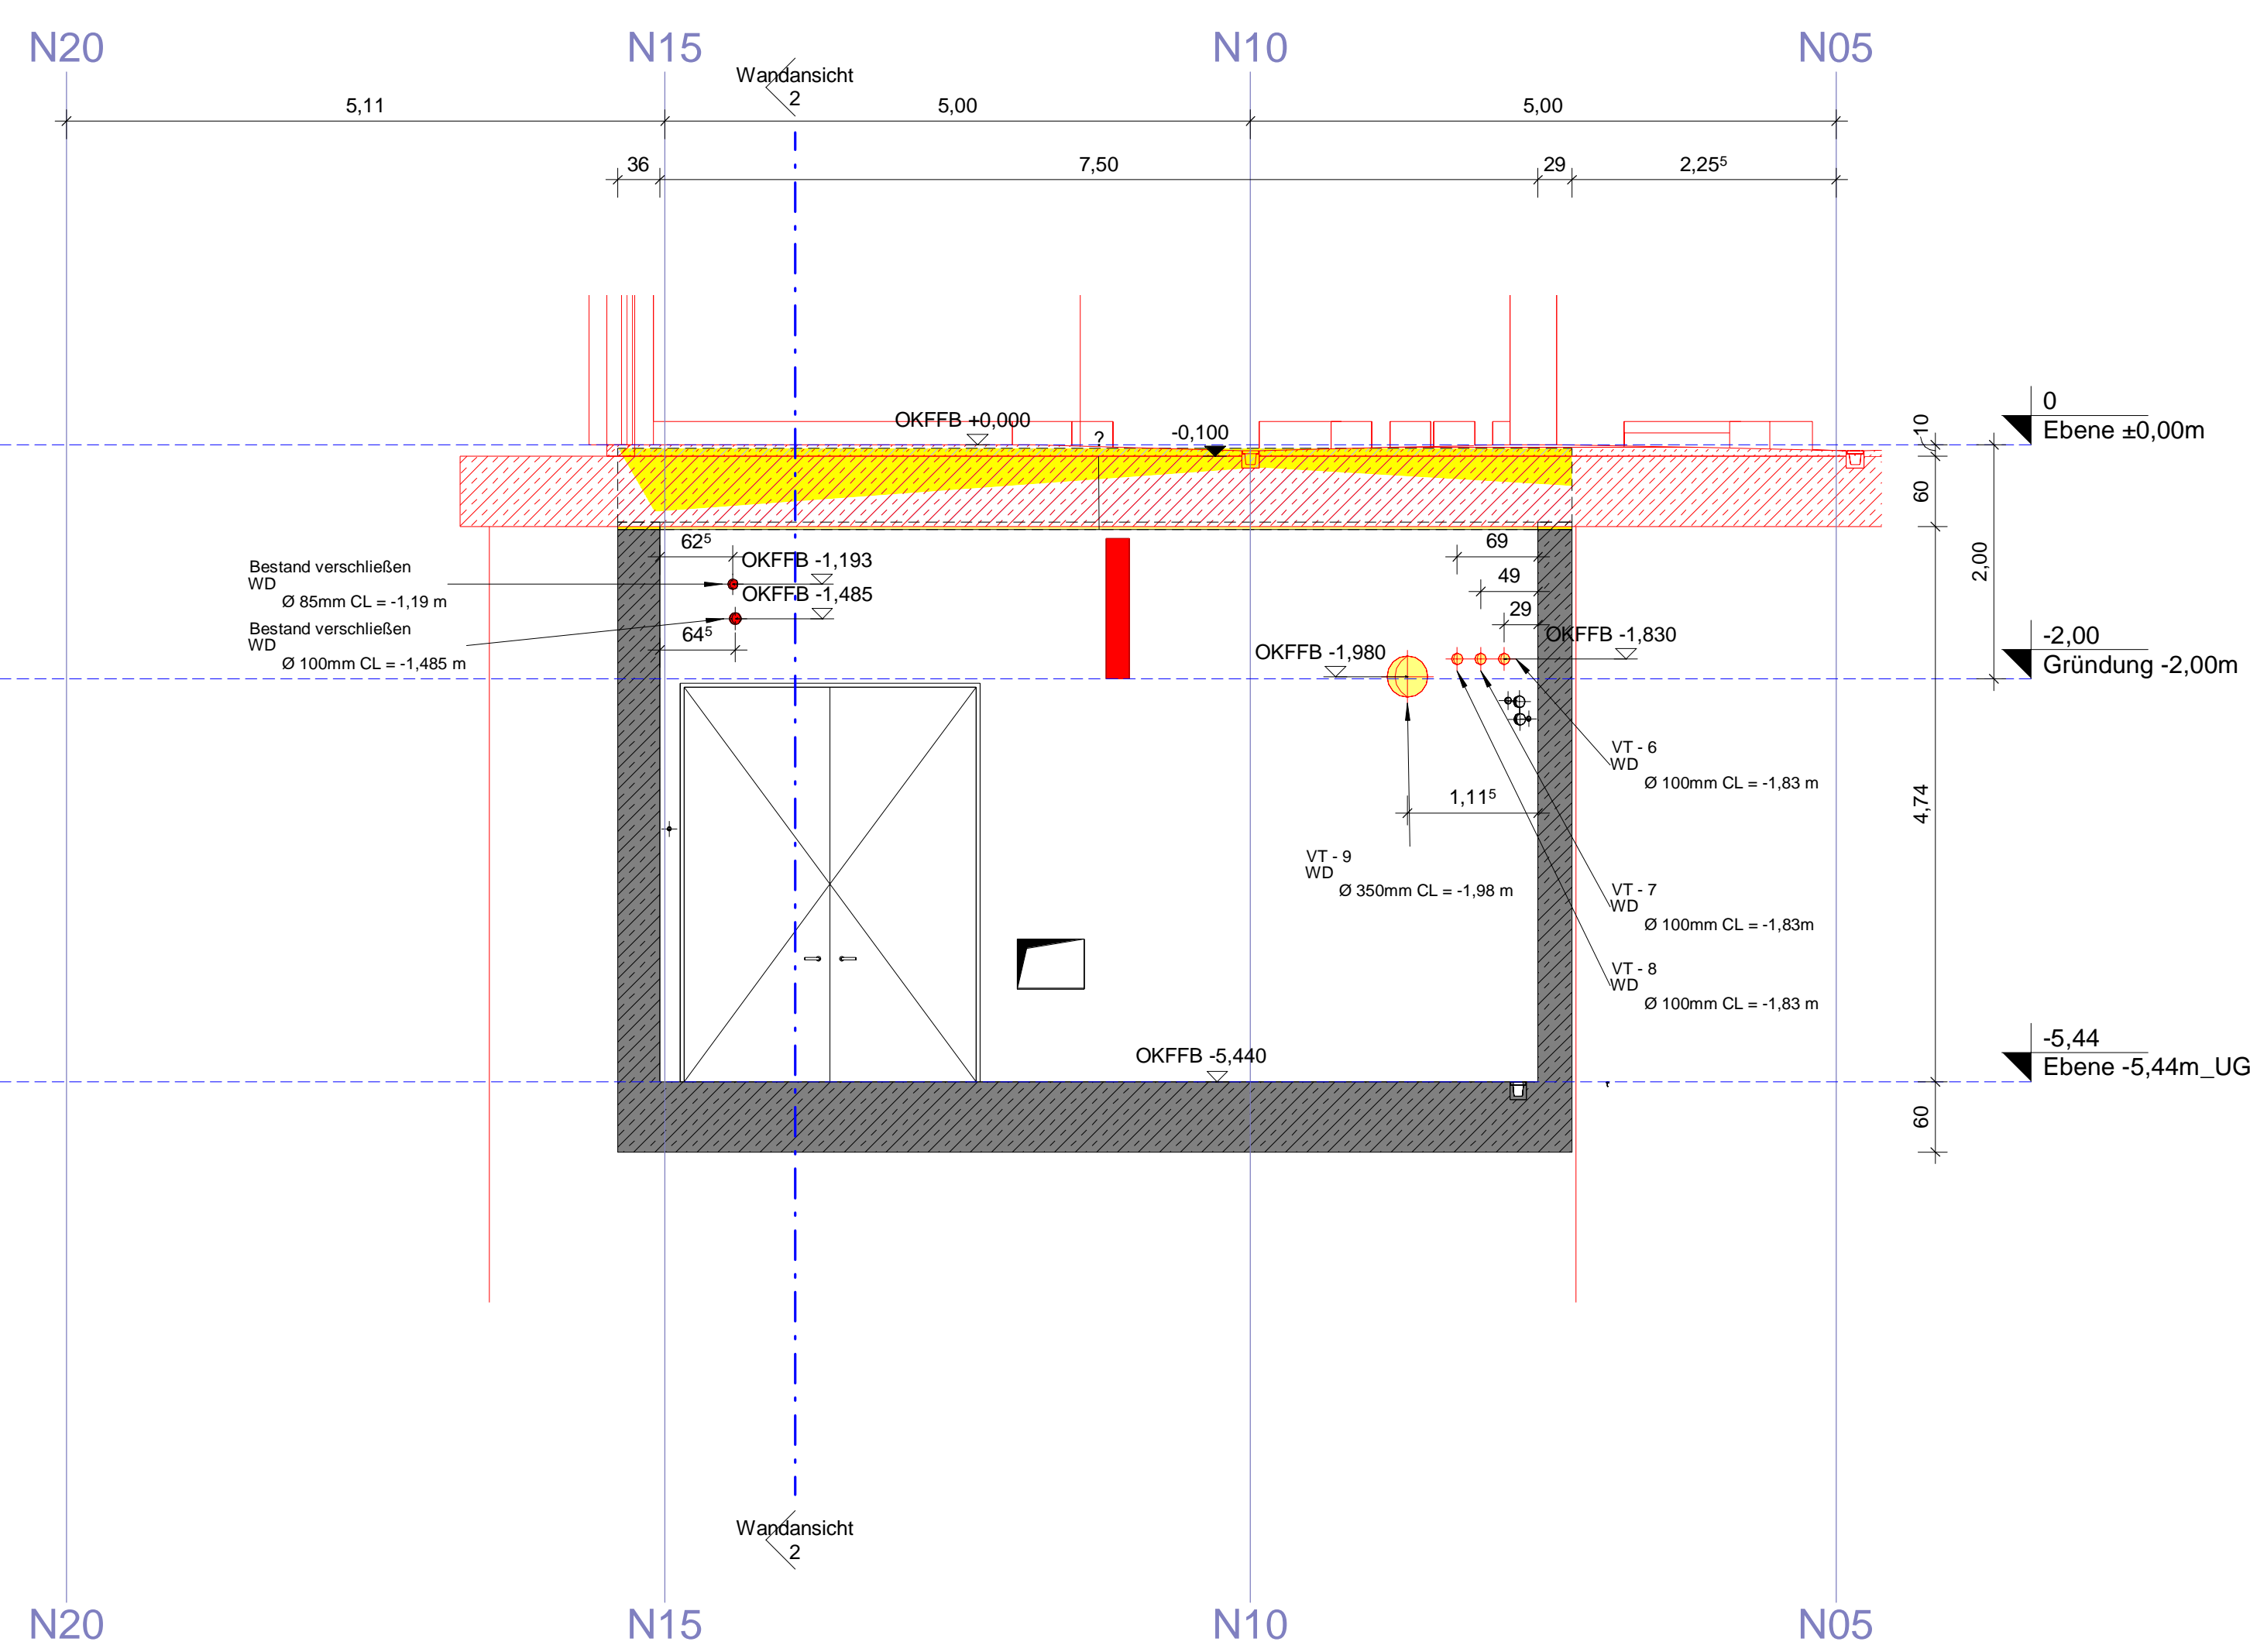 N20 N15 N10 N05
Wandansicht
2
5,11 5,00 5,00
36 7,50 29 2,25⁵
OKFFB +0,000
?
-0,100
0
Ebene ±0,00m
10
60
2,00
62⁵
OKFFB -1,193
69
Bestand verschließen
WD
Ø 85mm CL = -1,19 m
OKFFB -1,485
49
29
Bestand verschließen
WD
Ø 100mm CL = -1,485 m
64⁵
OKFFB -1,980
OKFFB -1,830
-2,00
Gründung -2,00m
VT - 6
WD
Ø 100mm CL = -1,83 m
1,11⁵
4,74
VT - 9
WD
Ø 350mm CL = -1,98 m
VT - 7
WD
Ø 100mm CL = -1,83m
VT - 8
WD
Ø 100mm CL = -1,83 m
OKFFB -5,440
-5,44
Ebene -5,44m_UG
60
Wandansicht
2
N20 N15 N10 N05